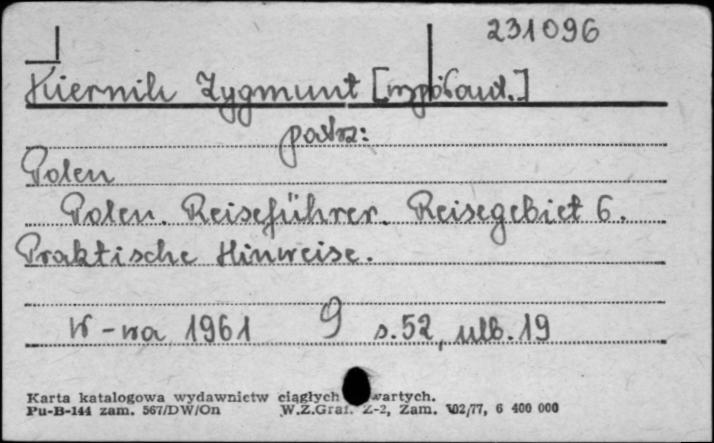 231096
Kiernik Zygmunt [współaut.]
patrz:
Polen
Polen. Reiseführer. Reisegebiet 6.
Praktische Hinweise.
W-wa 1961 9 s. 52, ulb. 19
Karta katalogowa wydawnictw ciągłych wartych.
Pu-B-144 zam. 567/DW/On W.Z.Graf. Z-2, Zam. 102/77, 6 400 000